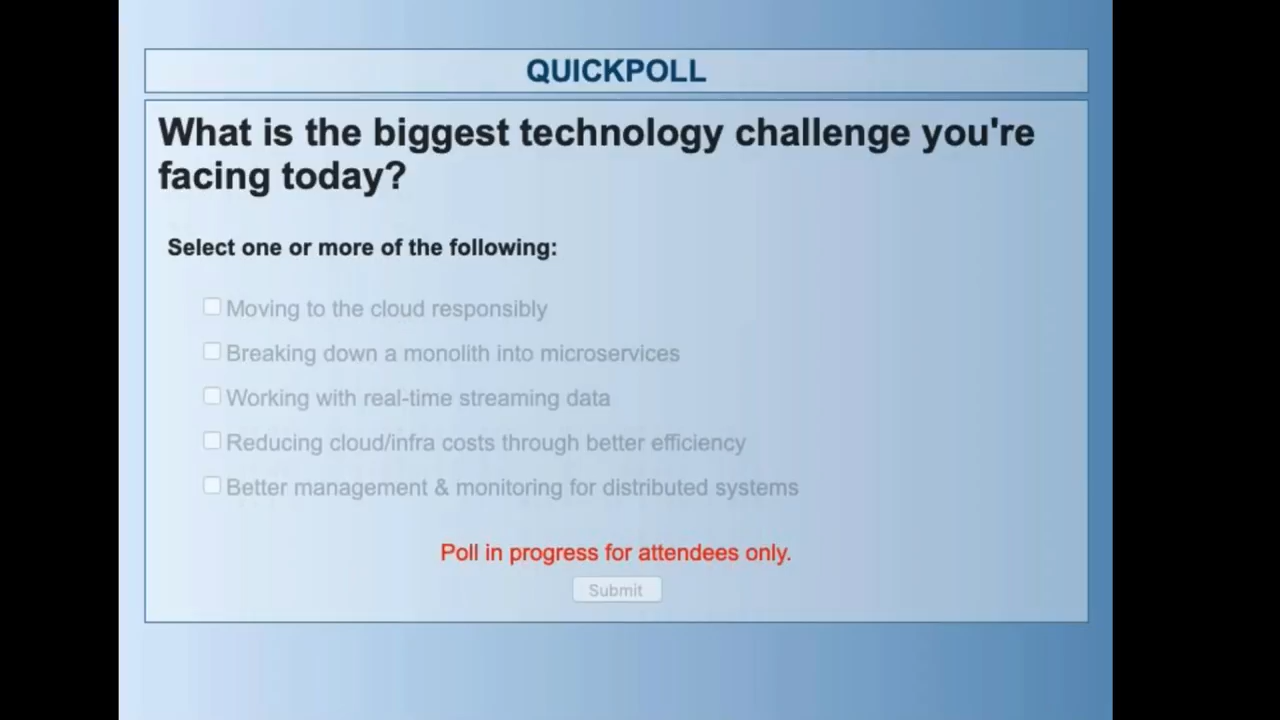 QUICKPOLL
What is the biggest technology challenge you're
facing today?
Select one or more of the following:
Moving to the cloud responsibly
Breaking down a monolith into microservices
Working with real-time streaming data
Reducing cloud/infra costs through better efficiency
Better management & monitoring for distributed systems
Poll in progress for attendees only.
Submit